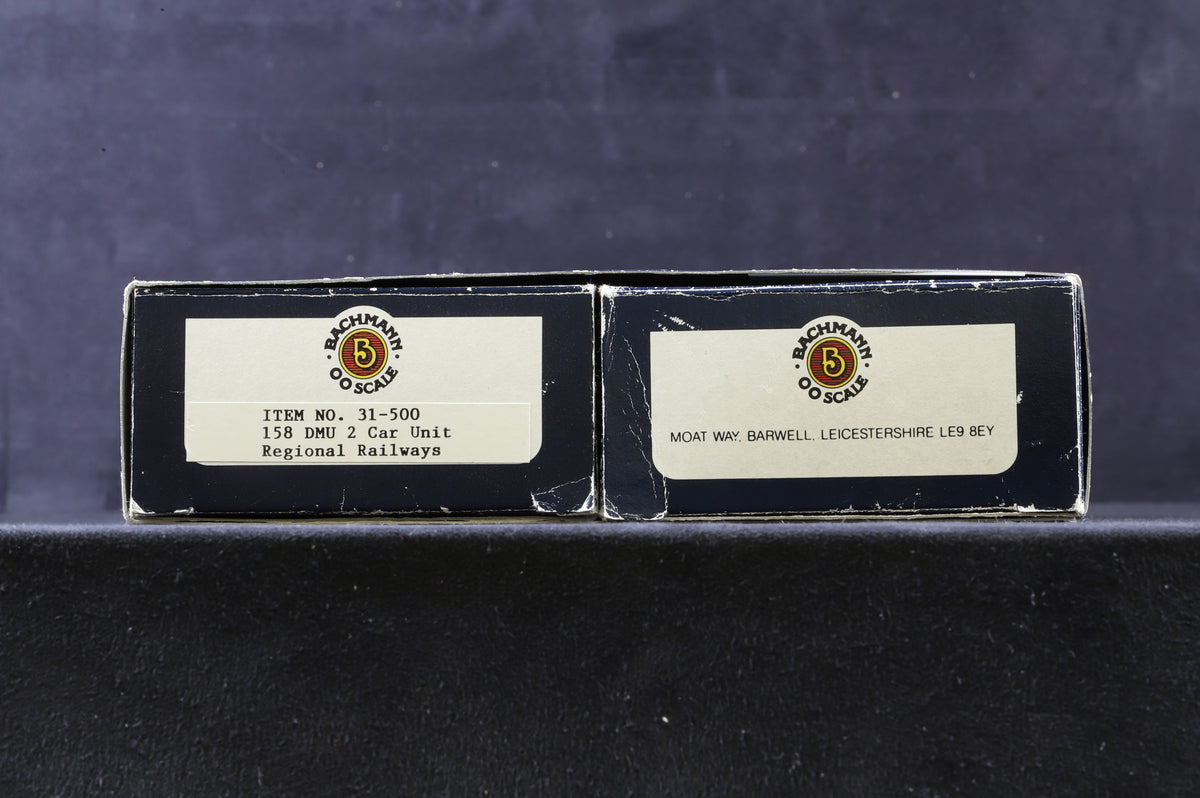 BACHMANN
B
OO SCALE
ITEM NO. 31-500
158 DMU 2 Car Unit
Regional Railways
BACHMANN
B
OO SCALE
MOAT WAY, BARWELL, LEICESTERSHIRE LE9 8EY